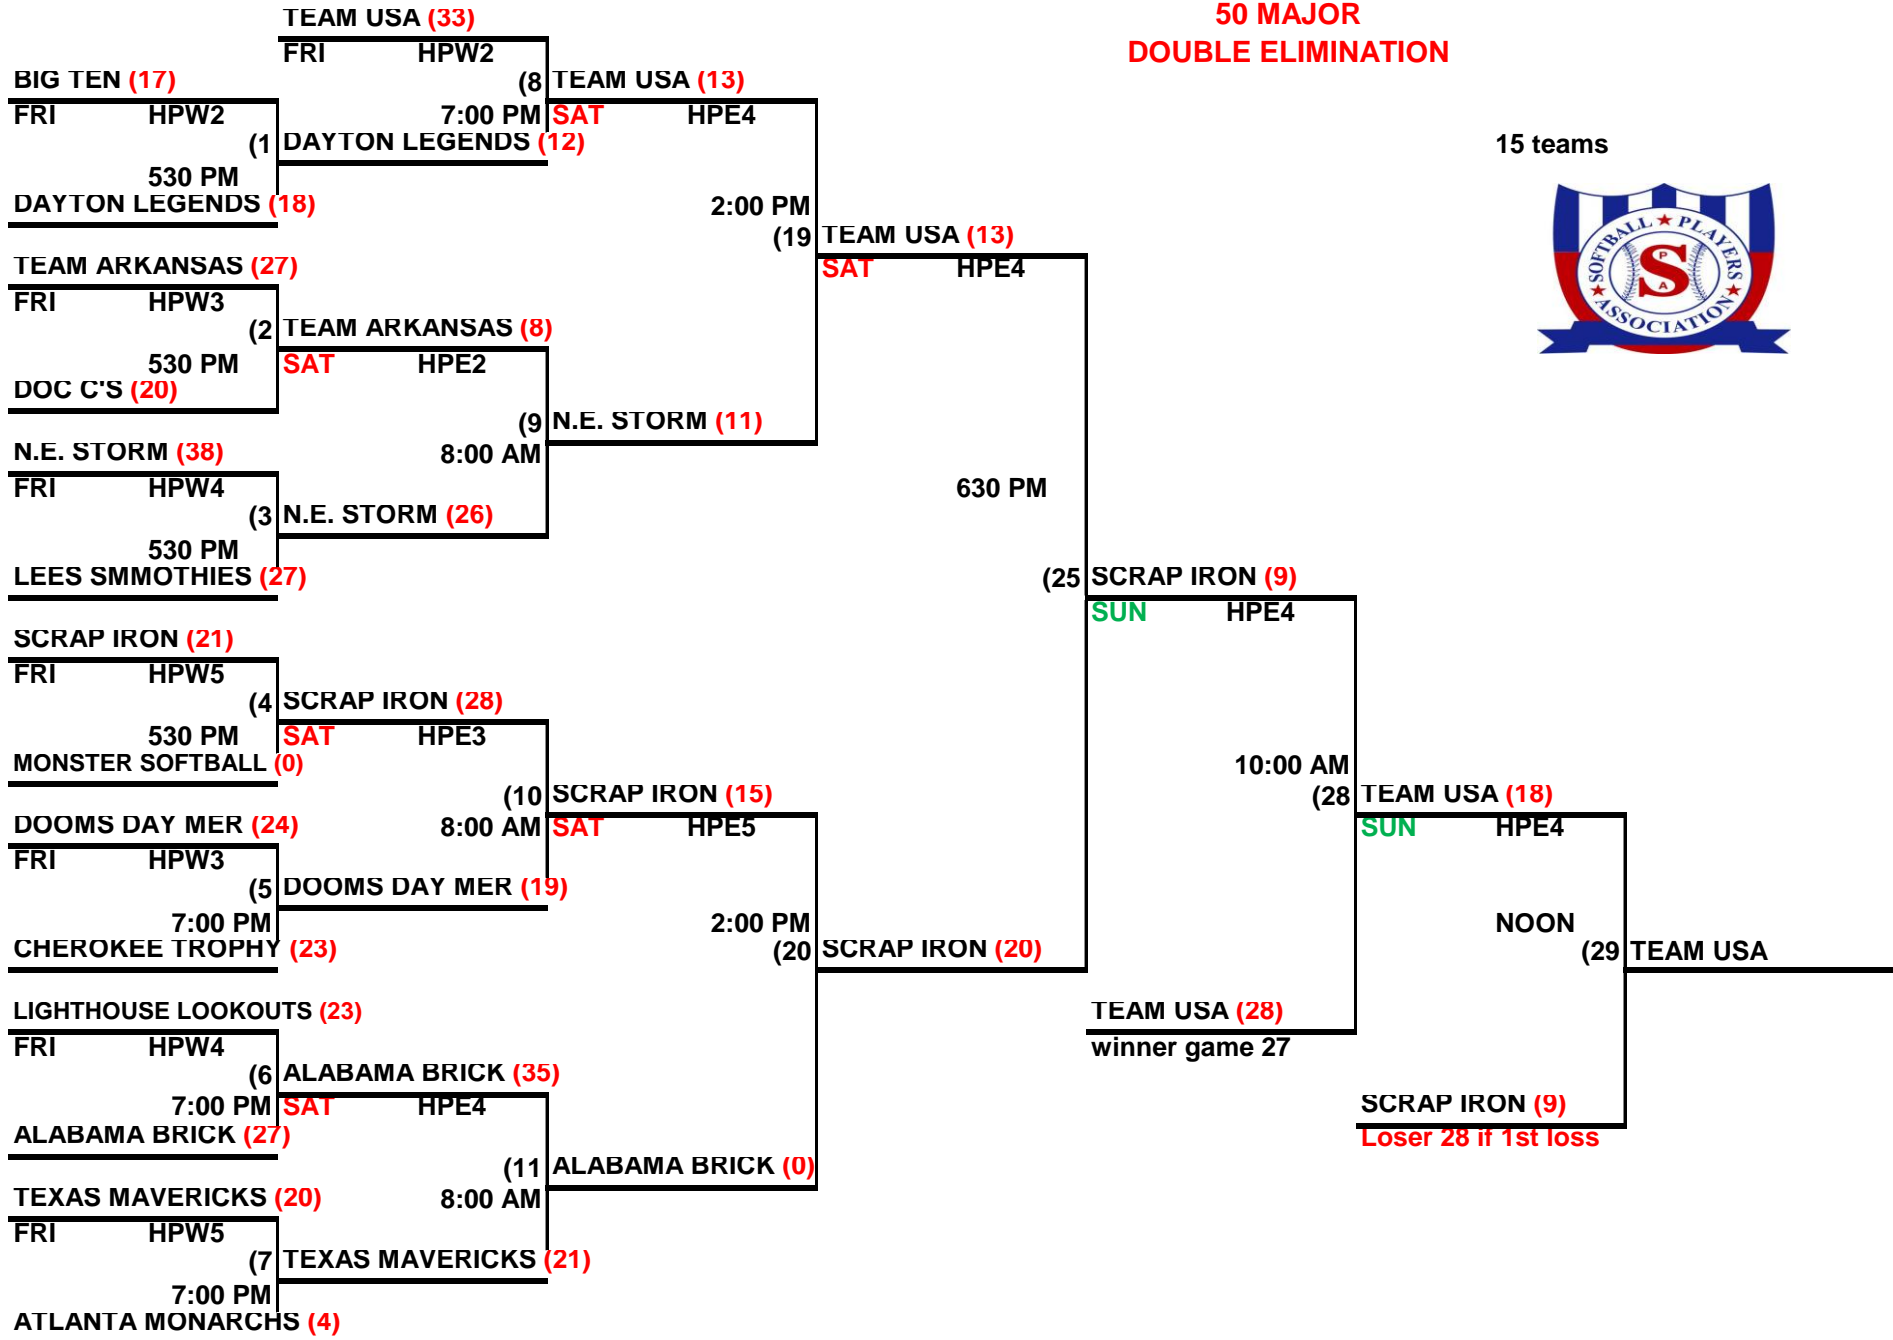 TEAM USA (33)
50 MAJOR
FRI HPW2
DOUBLE ELIMINATION
BIG TEN (17)
(8 TEAM USA (13)
FRI HPW2
7:00 PM SAT HPE4
(1 DAYTON LEGENDS (12)
15 teams
530 PM
DAYTON LEGENDS (18)
2:00 PM
(19 TEAM USA (13)
SOFTBALL PLAYERS ASSOCIATION
S
P
A
TEAM ARKANSAS (27)
SAT HPE4
FRI HPW3
(2 TEAM ARKANSAS (8)
530 PM SAT HPE2
DOC C'S (20)
(9 N.E. STORM (11)
N.E. STORM (38)
8:00 AM
FRI HPW4
630 PM
(3 N.E. STORM (26)
530 PM
LEES SMMOTHIES (27)
(25 SCRAP IRON (9)
SUN HPE4
SCRAP IRON (21)
FRI HPW5
(4 SCRAP IRON (28)
530 PM SAT HPE3
MONSTER SOFTBALL (0)
10:00 AM
(10 SCRAP IRON (15)
(28 TEAM USA (18)
DOOMS DAY MER (24)
8:00 AM SAT HPE5
SUN HPE4
FRI HPW3
(5 DOOMS DAY MER (19)
7:00 PM
2:00 PM
NOON
CHEROKEE TROPHY (23)
(20 SCRAP IRON (20)
(29 TEAM USA
LIGHTHOUSE LOOKOUTS (23)
TEAM USA (28)
FRI HPW4
winner game 27
(6 ALABAMA BRICK (35)
7:00 PM SAT HPE4
SCRAP IRON (9)
ALABAMA BRICK (27)
Loser 28 if 1st loss
(11 ALABAMA BRICK (0)
TEXAS MAVERICKS (20)
8:00 AM
FRI HPW5
(7 TEXAS MAVERICKS (21)
7:00 PM
ATLANTA MONARCHS (4)